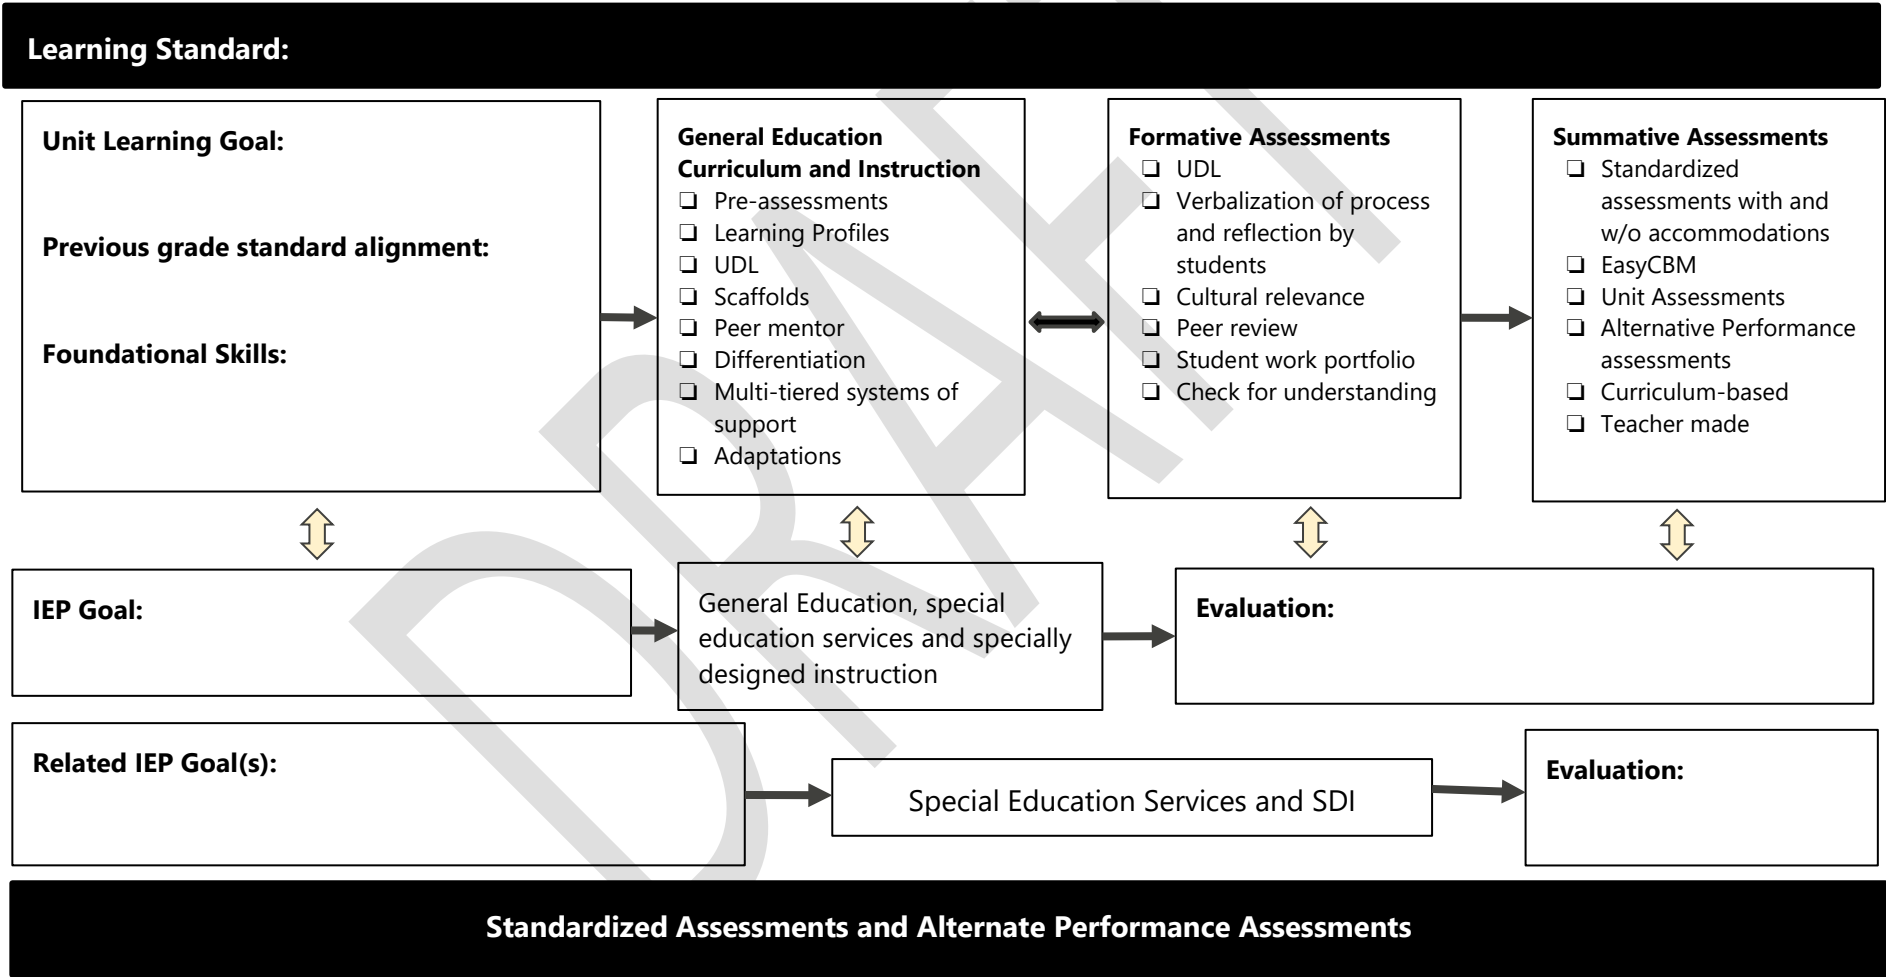 Learning Standard:
Unit Learning Goal:
Previous grade standard alignment:
Foundational Skills:
General Education
Curriculum and Instruction
❏ Pre-assessments
❏ Learning Profiles
❏ UDL
❏ Scaffolds
❏ Peer mentor
❏ Differentiation
❏ Multi-tiered systems of
support
❏ Adaptations
Formative Assessments
❏ UDL
❏ Verbalization of process
and reflection by
students
❏ Cultural relevance
❏ Peer review
❏ Student work portfolio
❏ Check for understanding
Summative Assessments
❏ Standardized
assessments with and
w/o accommodations
❏ EasyCBM
❏ Unit Assessments
❏ Alternative Performance
assessments
❏ Curriculum-based
❏ Teacher made
IEP Goal:
General Education, special
education services and specially
designed instruction
Evaluation:
Related IEP Goal(s):
Special Education Services and SDI
Evaluation:
Standardized Assessments and Alternate Performance Assessments
DRAFT